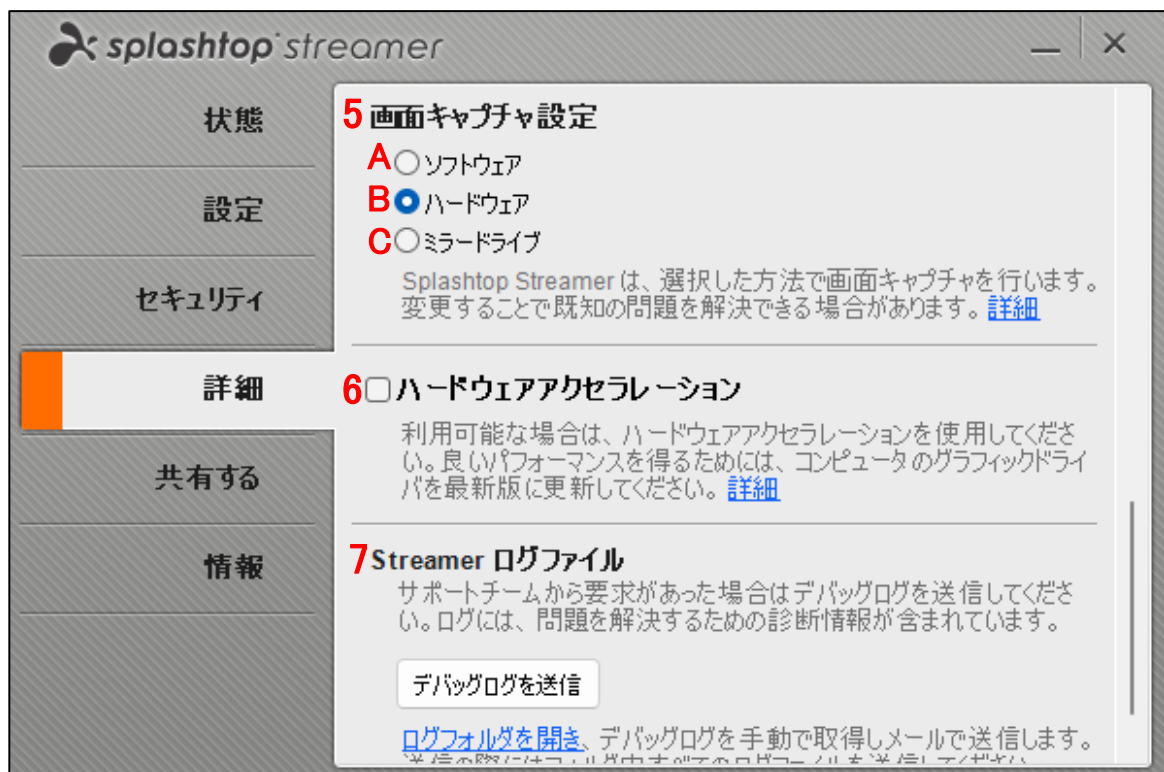 splashtop streamer
状態
設定
セキュリティ
詳細
共有する
情報
5 画面キャプチャ設定
A ソフトウェア
B ハードウェア
C ミラードライブ
Splashtop Streamer は、選択した方法で画面キャプチャを行います。
変更することで既知の問題を解決できる場合があります。詳細
6 ハードウェアアクセラレーション
利用可能な場合は、ハードウェアアクセラレーションを使用してくださ
い。良いパフォーマンスを得るためには、コンピュータのグラフィックドライ
バを最新版に更新してください。詳細
7 Streamer ログファイル
サポートチームから要求があった場合はデバッグログを送信してくださ
い。ログには、問題を解決するための診断情報が含まれています。
デバッグログを送信
ログフォルダを開き、デバッグログを手動で取得しメールで送信します。